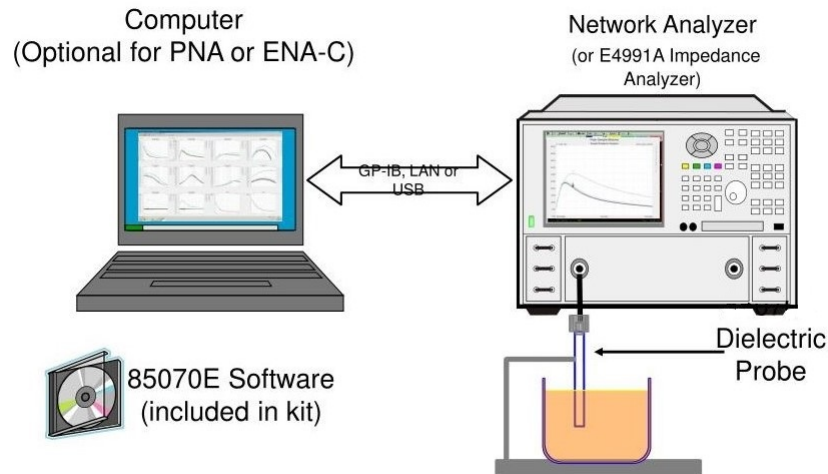 Computer
(Optional for PNA or ENA-C)
Network Analyzer
(or E4991A Impedance
Analyzer)
GP-IB, LAN or
USB
Dielectric
Probe
85070E Software
(included in kit)